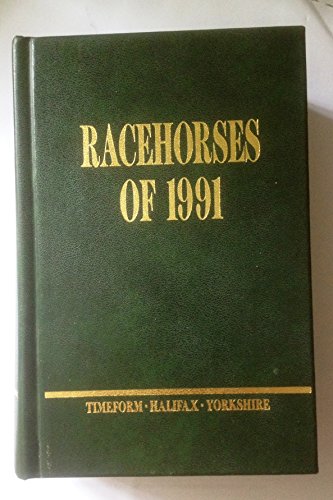 RACEHORSES
OF 1991
TIMEFORM · HALIFAX · YORKSHIRE